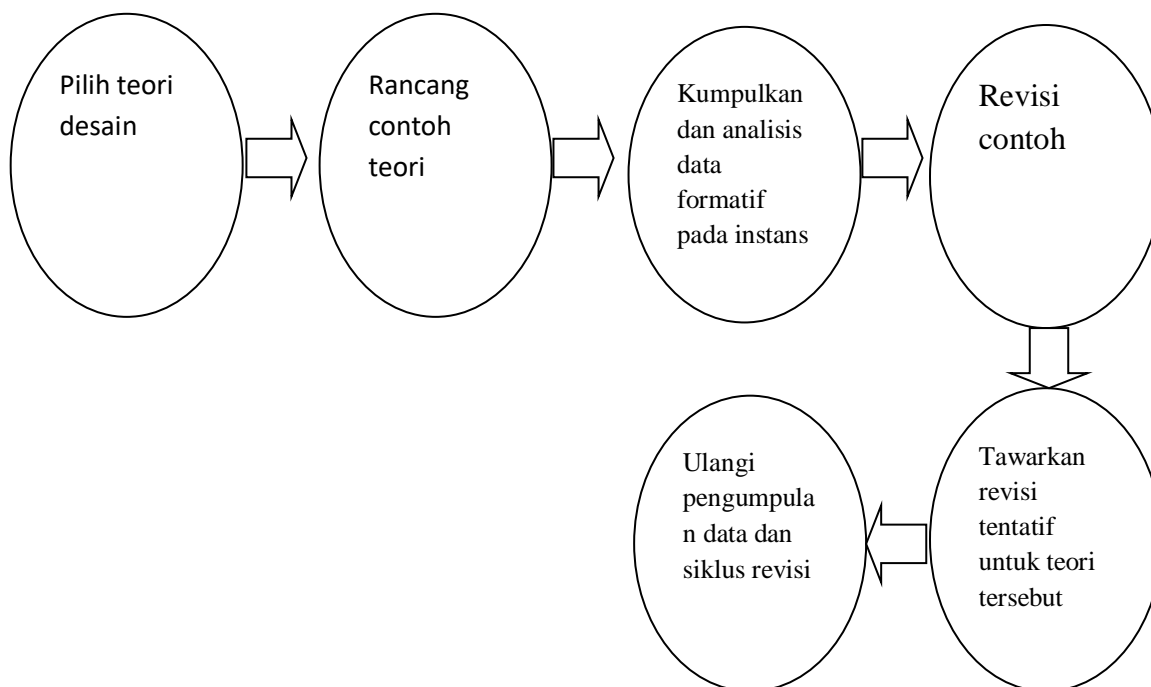 Pilih teori
desain
Rancang
contoh
teori
Kumpulkan
dan analisis
data
formatif
pada instans
Revisi
contoh
Tawarkan
revisi
tentatif
untuk teori
tersebut
Ulangi
pengumpula
n data dan
siklus revisi